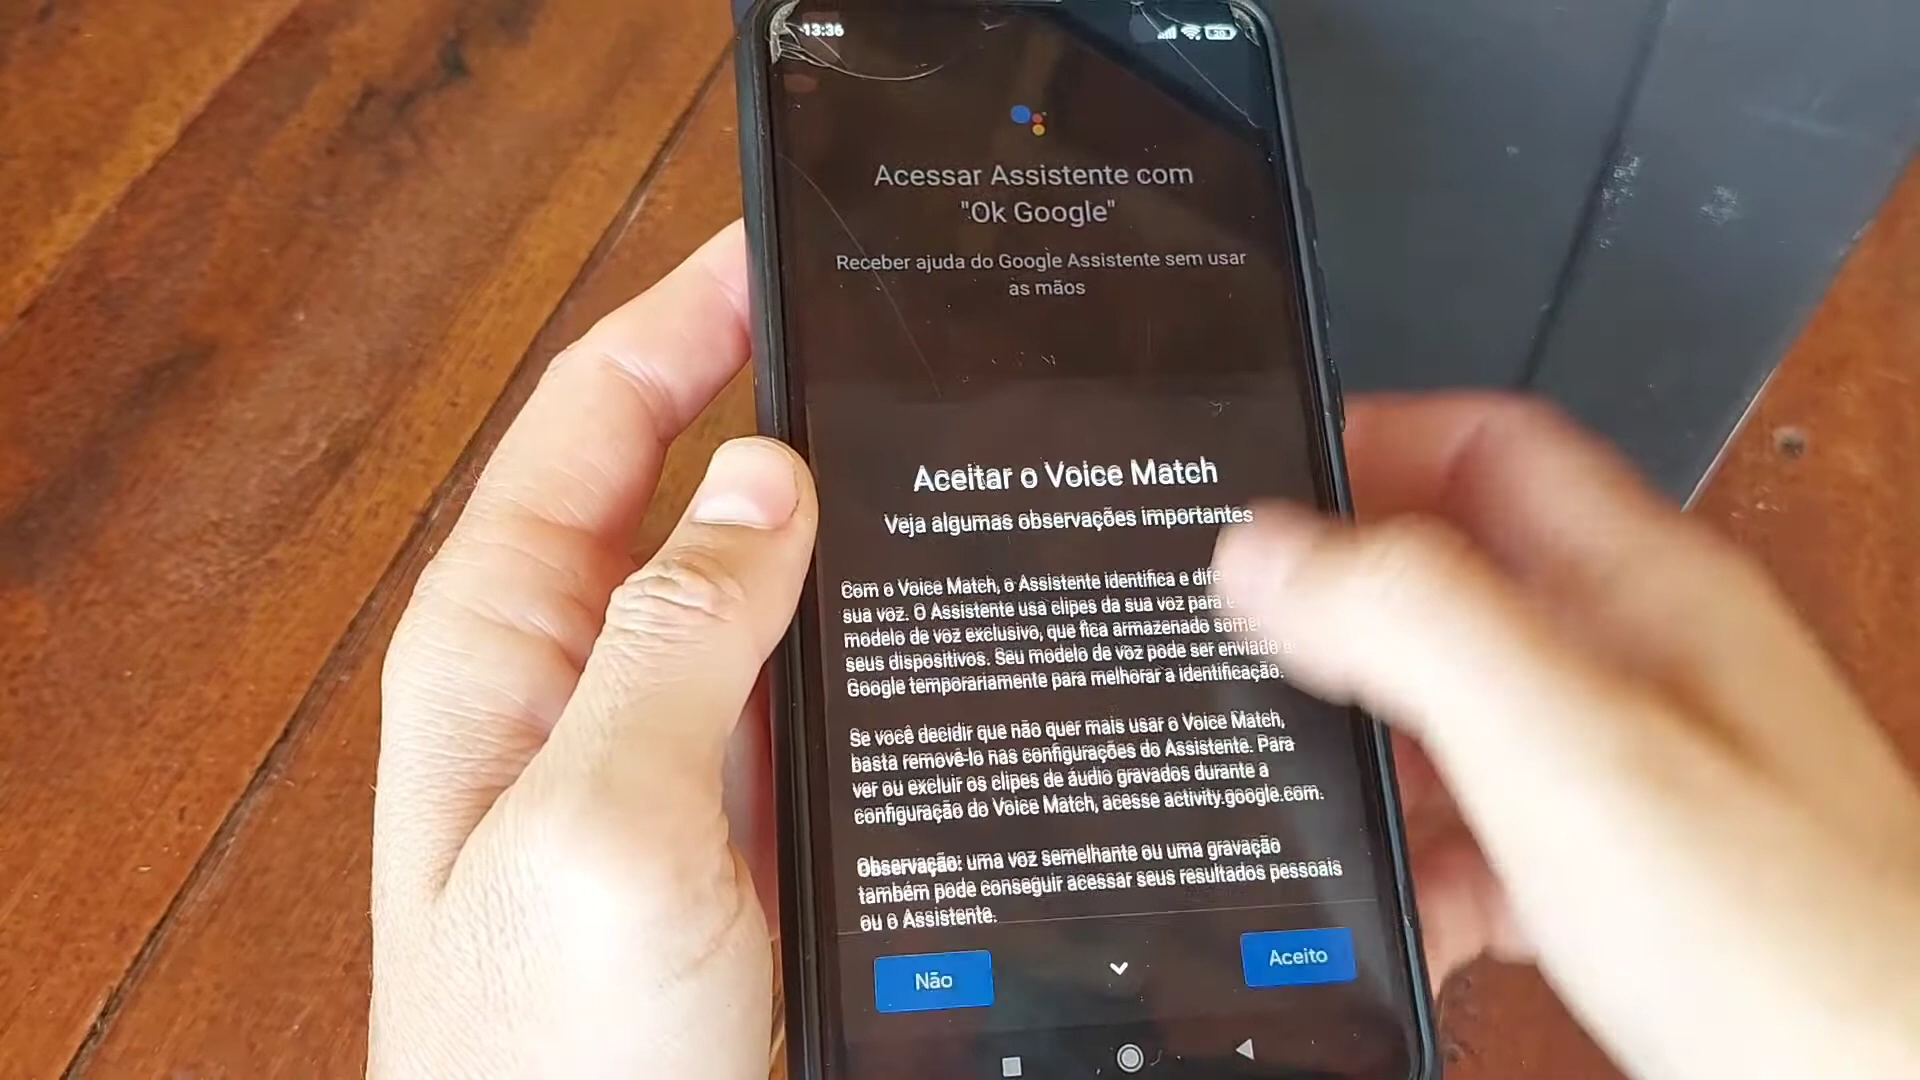 13:36
20
Acessar Assistente com
"Ok Google"
Receber ajuda do Google Assistente sem usar
as mãos
Aceitar o Voice Match
Veja algumas observações importantes
Com o Voice Match, o Assistente identifica e dife
sua voz. O Assistente usa clipes da sua voz para
modelo de voz exclusivo, que fica armazenado some
seus dispositivos. Seu modelo de voz pode ser enviado
Google temporariamente para melhorar a identificação.
Se você decidir que não quer mais usar o Voice Match,
basta removê-lo nas configurações do Assistente. Para
ver ou excluir os clipes de áudio gravados durante a
configuração do Voice Match, acesse activity.google.com.
Observação: uma voz semelhante ou uma gravação
também pode conseguir acessar seus resultados pessoais
ou o Assistente.
Não
Aceito